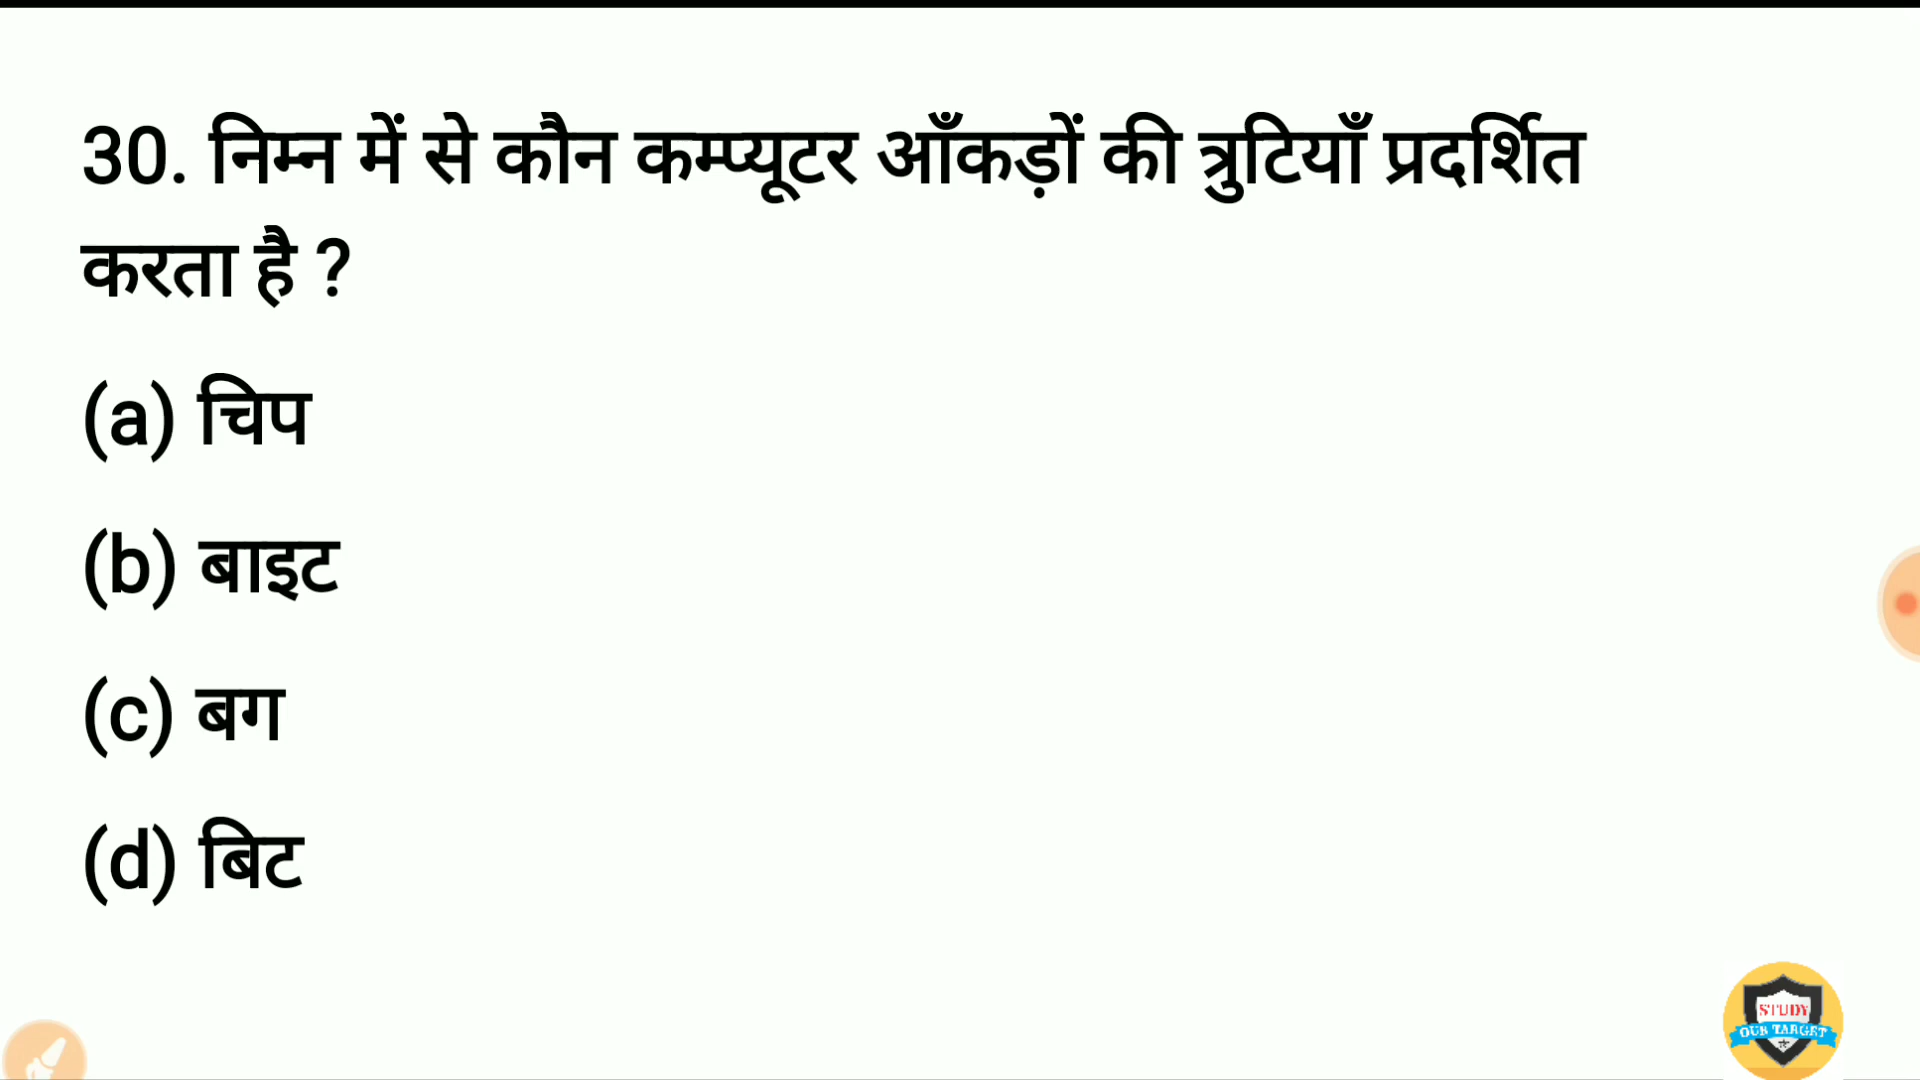 30. निम्न में से कौन कम्प्यूटर आँकड़ों की त्रुटियाँ प्रदर्शित
करता है ?
(a) चिप
(b) बाइट
(c) बग
(d) बिट
STUDY
OUR TARGET